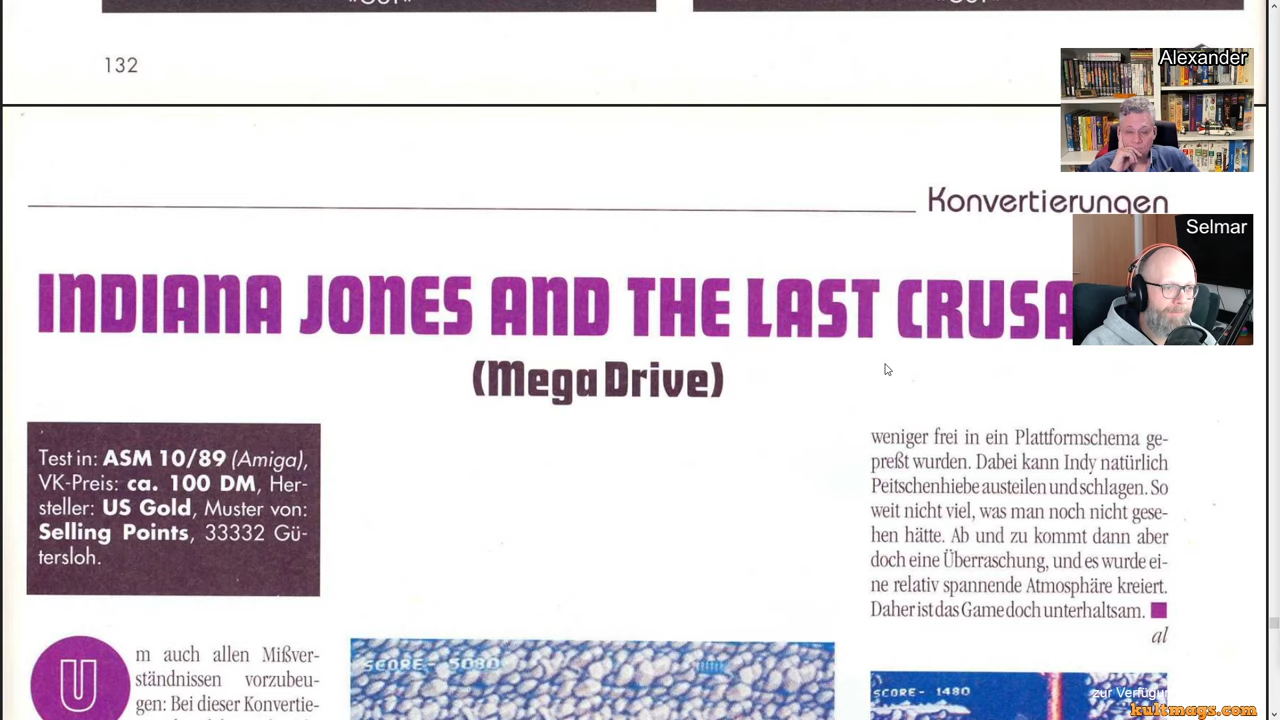 132
Alexander
Konvertierungen
Selmar
INDIANA JONES AND THE LAST CRUSA
(Mega Drive)
Test in: ASM 10/89 (Amiga),
VK-Preis: ca. 100 DM, Her-
steller: US Gold, Muster von:
Selling Points, 33332 Gü-
tersloh.
U
m auch allen Mißver-
ständnissen vorzubeu-
gen: Bei dieser Konvertie-
SCORE- 5080
weniger frei in ein Plattformschema ge-
preßt wurden. Dabei kann Indy natürlich
Peitschenhiebe austeilen und schlagen. So
weit nicht viel, was man noch nicht gese-
hen hätte. Ab und zu kommt dann aber
doch eine Überraschung, und es wurde ei-
ne relativ spannende Atmosphäre kreiert.
Daher ist das Game doch unterhaltsam.
al
SCORE- 1480
kultmags.com